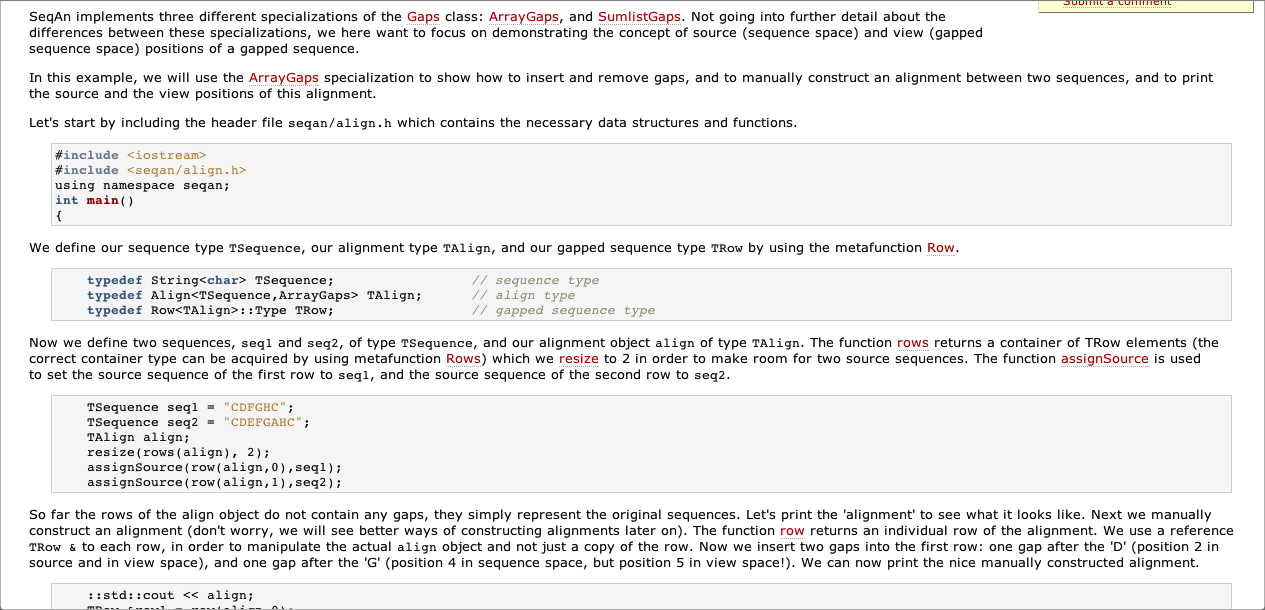 Submit a comment
SeqAn implements three different specializations of the Gaps class: ArrayGaps, and SumlistGaps. Not going into further detail about the
differences between these specializations, we here want to focus on demonstrating the concept of source (sequence space) and view (gapped
sequence space) positions of a gapped sequence.
In this example, we will use the ArrayGaps specialization to show how to insert and remove gaps, and to manually construct an alignment between two sequences, and to print
the source and the view positions of this alignment.
Let's start by including the header file seqan/align.h which contains the necessary data structures and functions.
#include <iostream>
#include <seqan/align.h>
using namespace seqan;
int main()
{
We define our sequence type TSequence, our alignment type TAlign, and our gapped sequence type TRow by using the metafunction Row.
typedef String<char> TSequence; // sequence type
typedef Align<TSequence,ArrayGaps> TAlign; // align type
typedef Row<TAlign>::Type TRow; // gapped sequence type
Now we define two sequences, seq1 and seq2, of type TSequence, and our alignment object align of type TAlign. The function rows returns a container of TRow elements (the
correct container type can be acquired by using metafunction Rows) which we resize to 2 in order to make room for two source sequences. The function assignSource is used
to set the source sequence of the first row to seq1, and the source sequence of the second row to seq2.
TSequence seq1 = "CDFGHC";
TSequence seq2 = "CDEFGAHC";
TAlign align;
resize(rows(align), 2);
assignSource(row(align,0),seq1);
assignSource(row(align,1),seq2);
So far the rows of the align object do not contain any gaps, they simply represent the original sequences. Let's print the 'alignment' to see what it looks like. Next we manually
construct an alignment (don't worry, we will see better ways of constructing alignments later on). The function row returns an individual row of the alignment. We use a reference
TRow & to each row, in order to manipulate the actual align object and not just a copy of the row. Now we insert two gaps into the first row: one gap after the 'D' (position 2 in
source and in view space), and one gap after the 'G' (position 4 in sequence space, but position 5 in view space!). We can now print the nice manually constructed alignment.
::std::cout << align;
TRow &row1 = row(align,0);